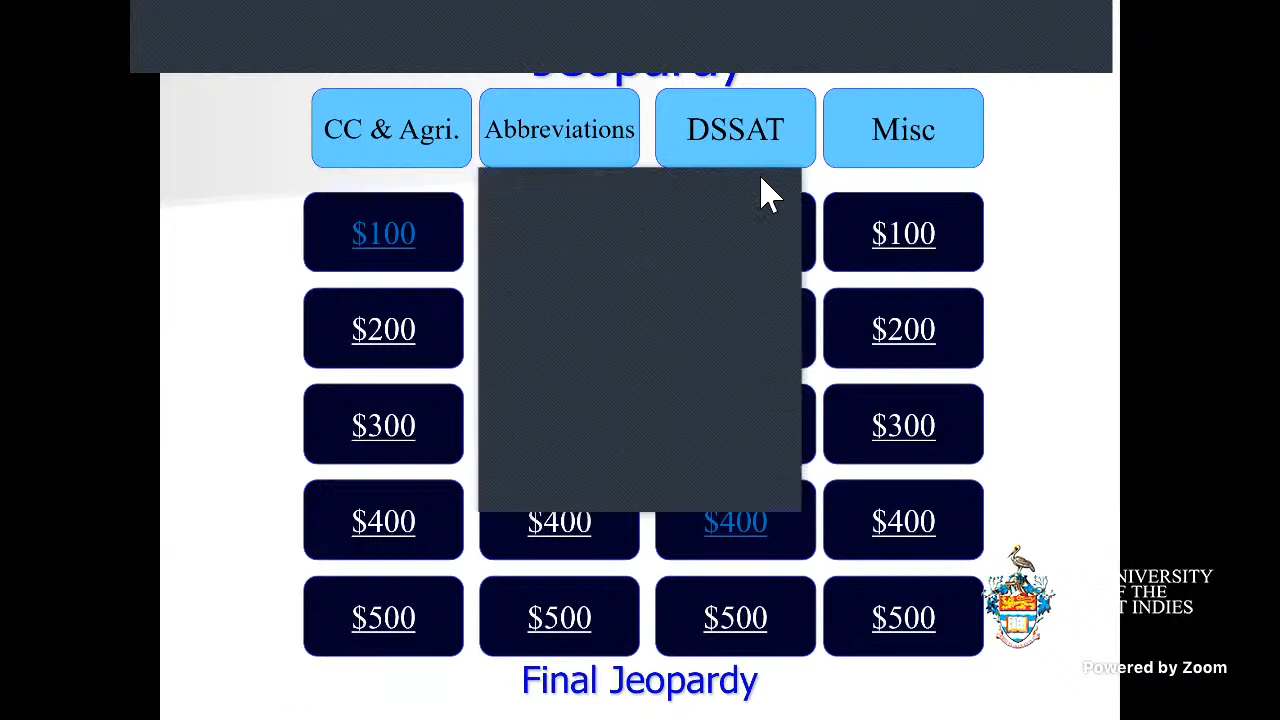 Jeopardy
CC & Agri. Abbreviations DSSAT Misc
$100 $100
$200 $200
$300 $300
$400 $400 $400 $400
$500 $500 $500 $500
NIVERSITY
F THE
T INDIES
Powered by Zoom
Final Jeopardy